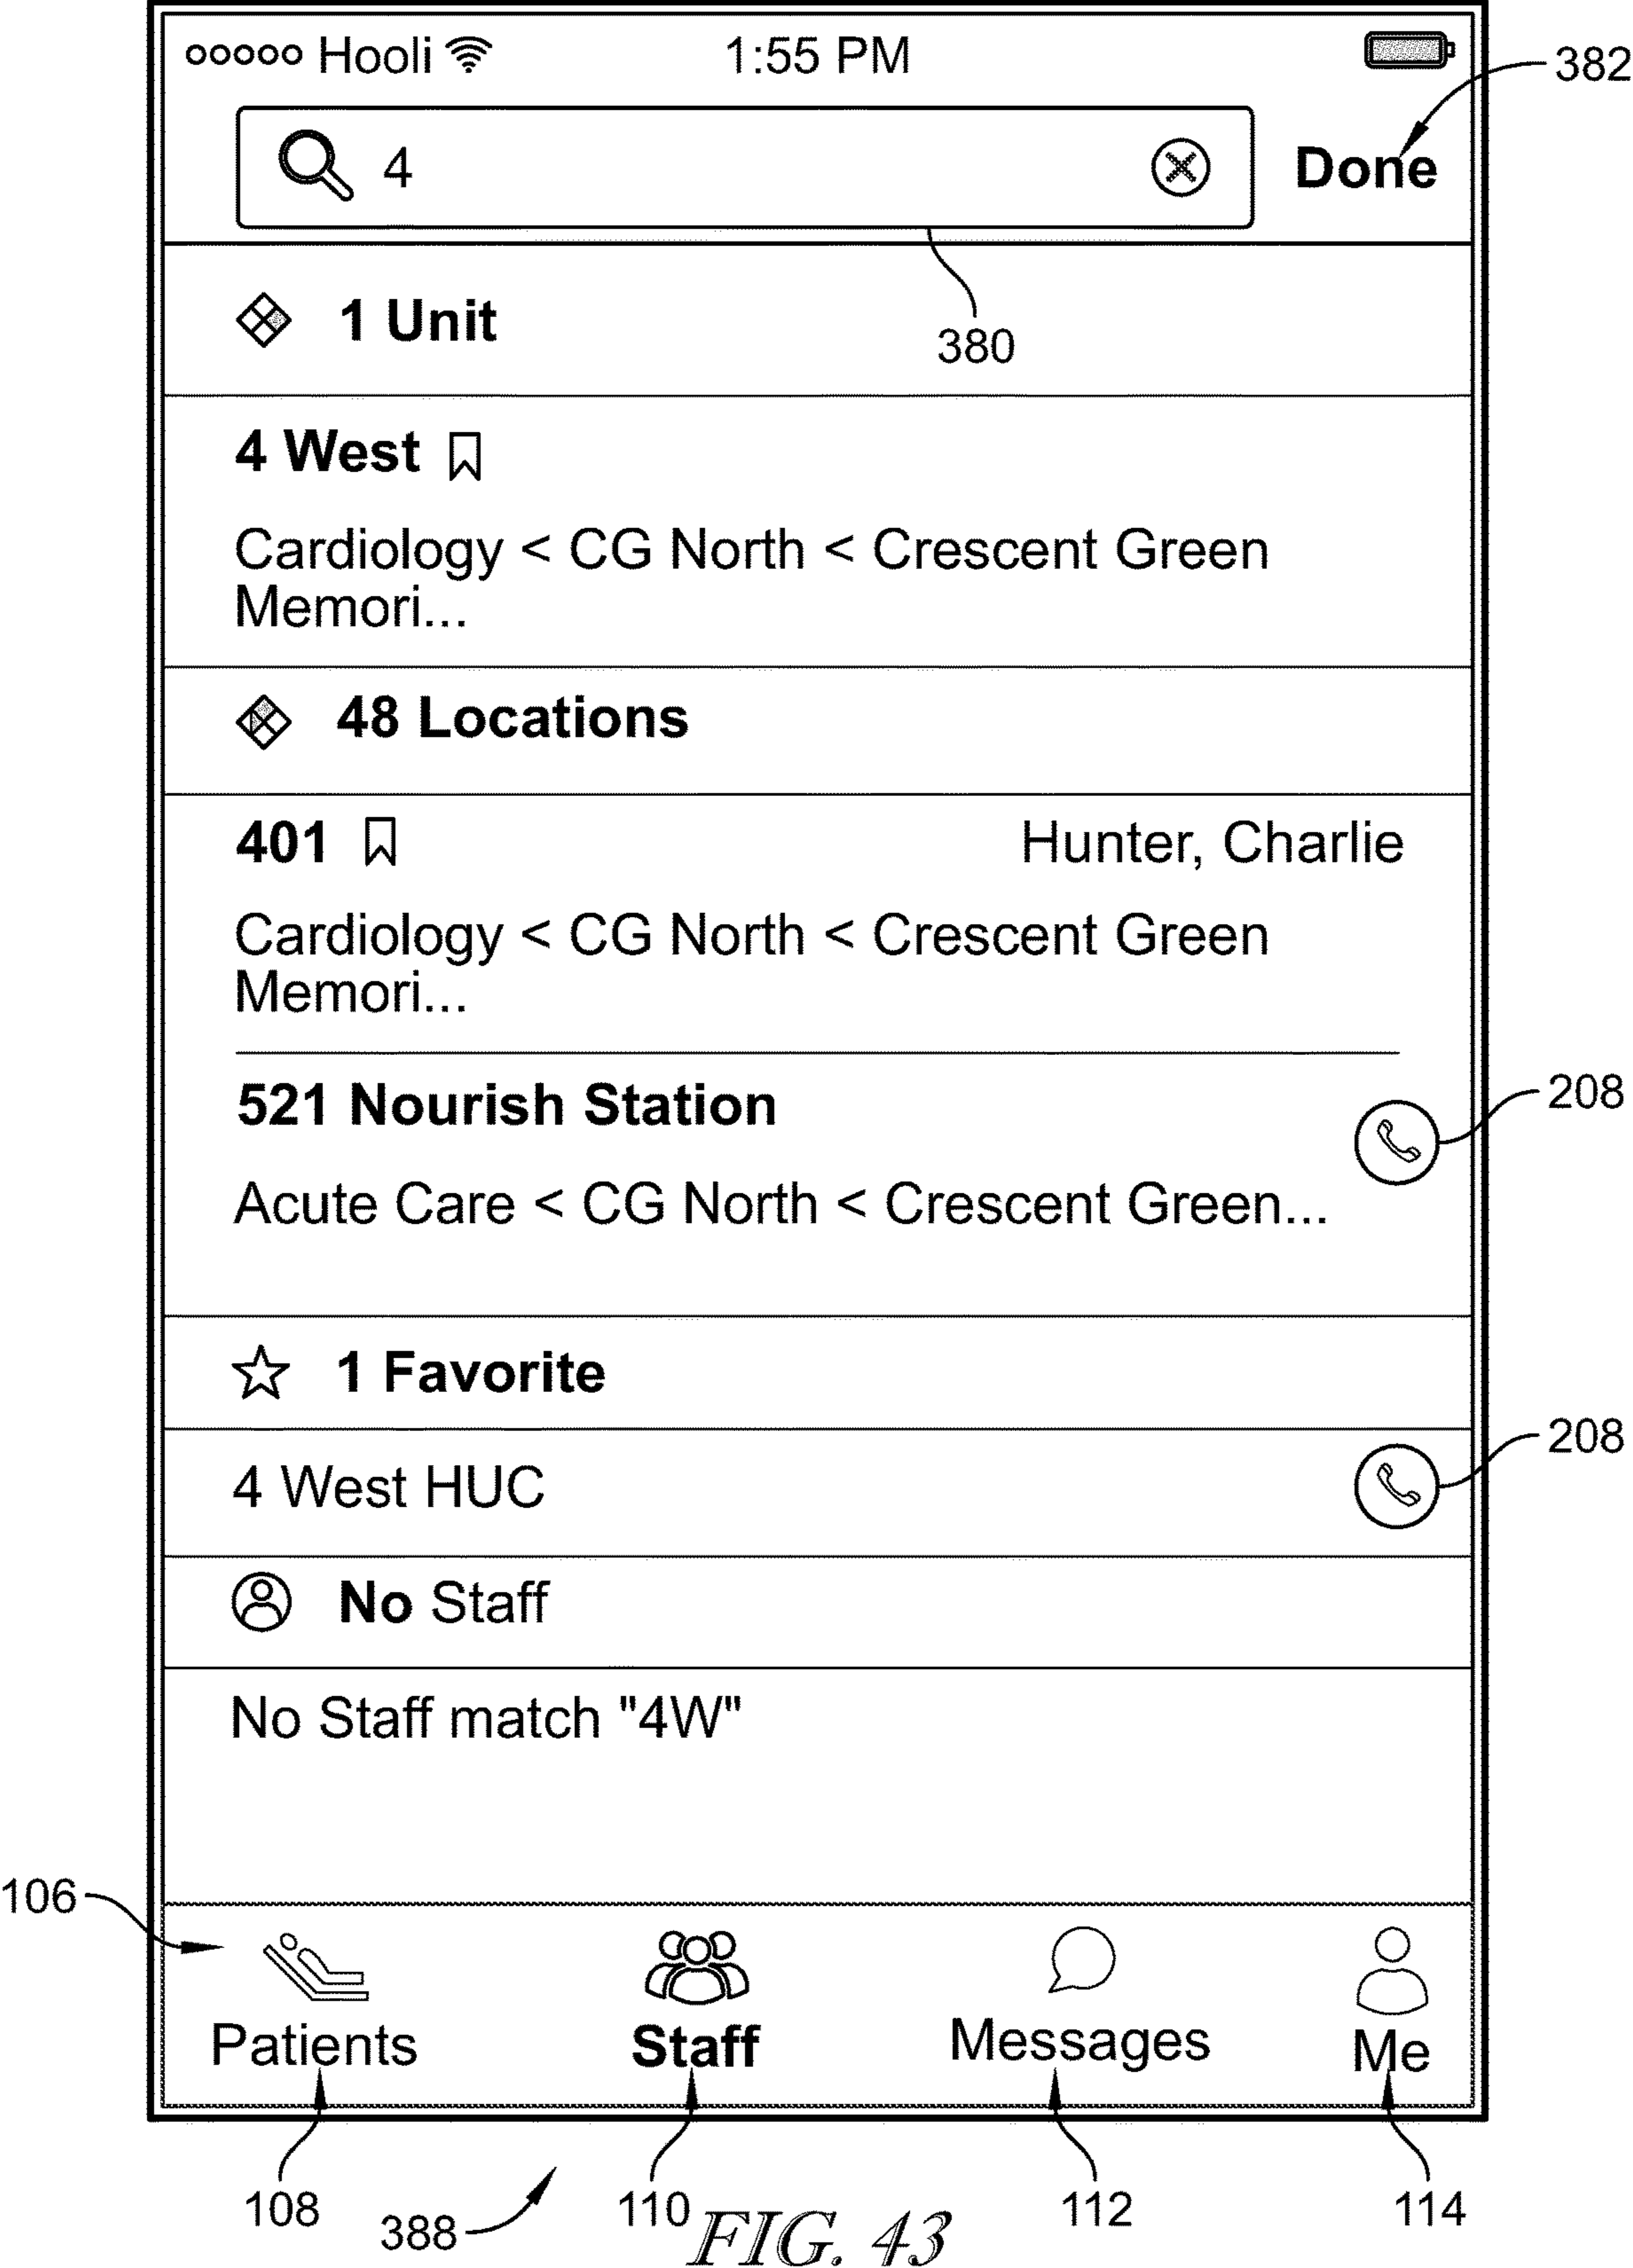 ooooo Hooli 1:55 PM
382
4 Done
380
1 Unit
4 West
Cardiology < CG North < Crescent Green
Memori...
48 Locations
401 Hunter, Charlie
Cardiology < CG North < Crescent Green
Memori...
521 Nourish Station
208
Acute Care < CG North < Crescent Green...
1 Favorite
208
4 West HUC
No Staff
No Staff match "4W"
106
Patients Staff Messages Me
108 110 112 114
388
FIG. 43